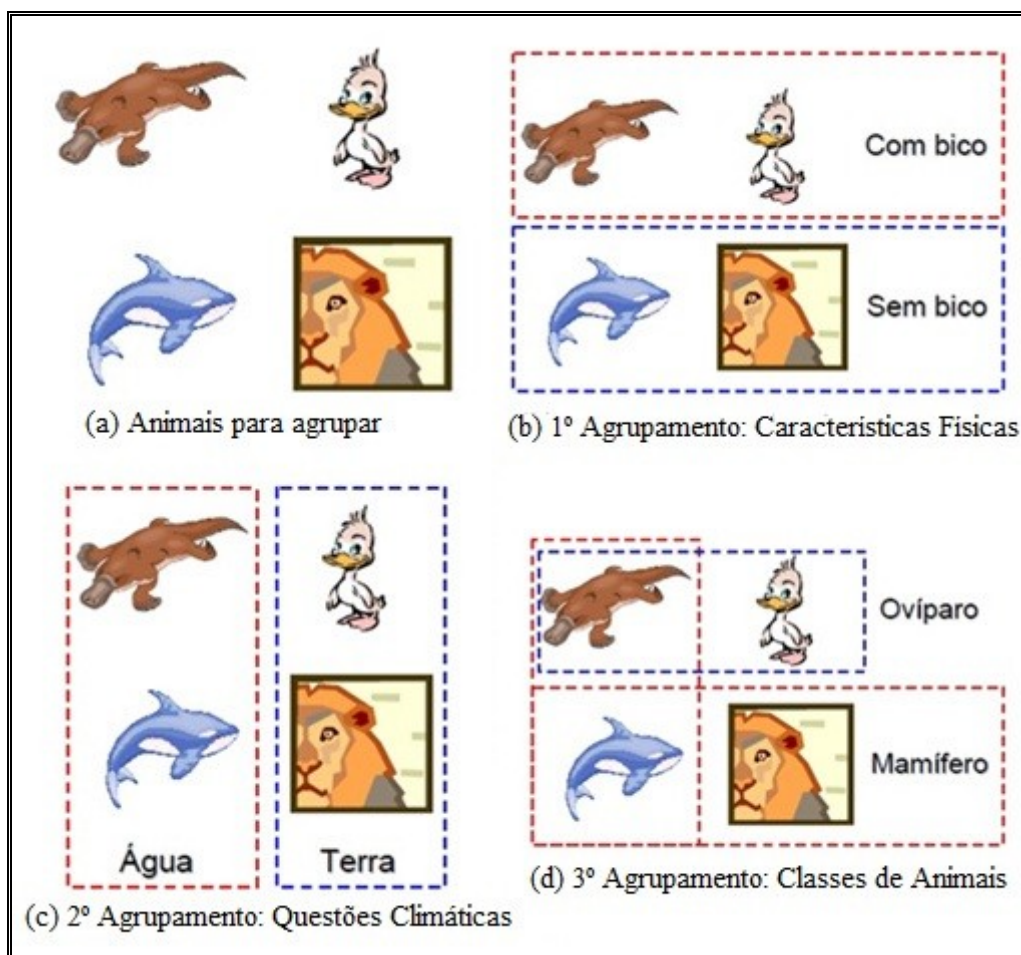 (a) Animais para agrupar
Com bico
Sem bico
(b) 1º Agrupamento: Características Físicas
Água
Terra
(c) 2º Agrupamento: Questões Climáticas
Ovíparo
Mamífero
(d) 3º Agrupamento: Classes de Animais